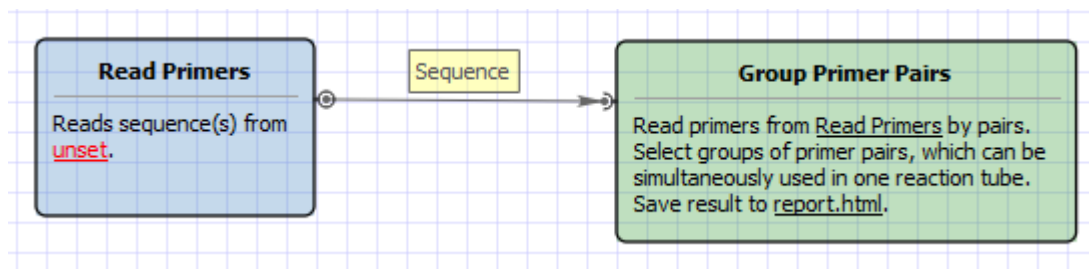 Read Primers
Reads sequence(s) from
unset.
Sequence
Group Primer Pairs
Read primers from Read Primers by pairs.
Select groups of primer pairs, which can be
simultaneously used in one reaction tube.
Save result to report.html.